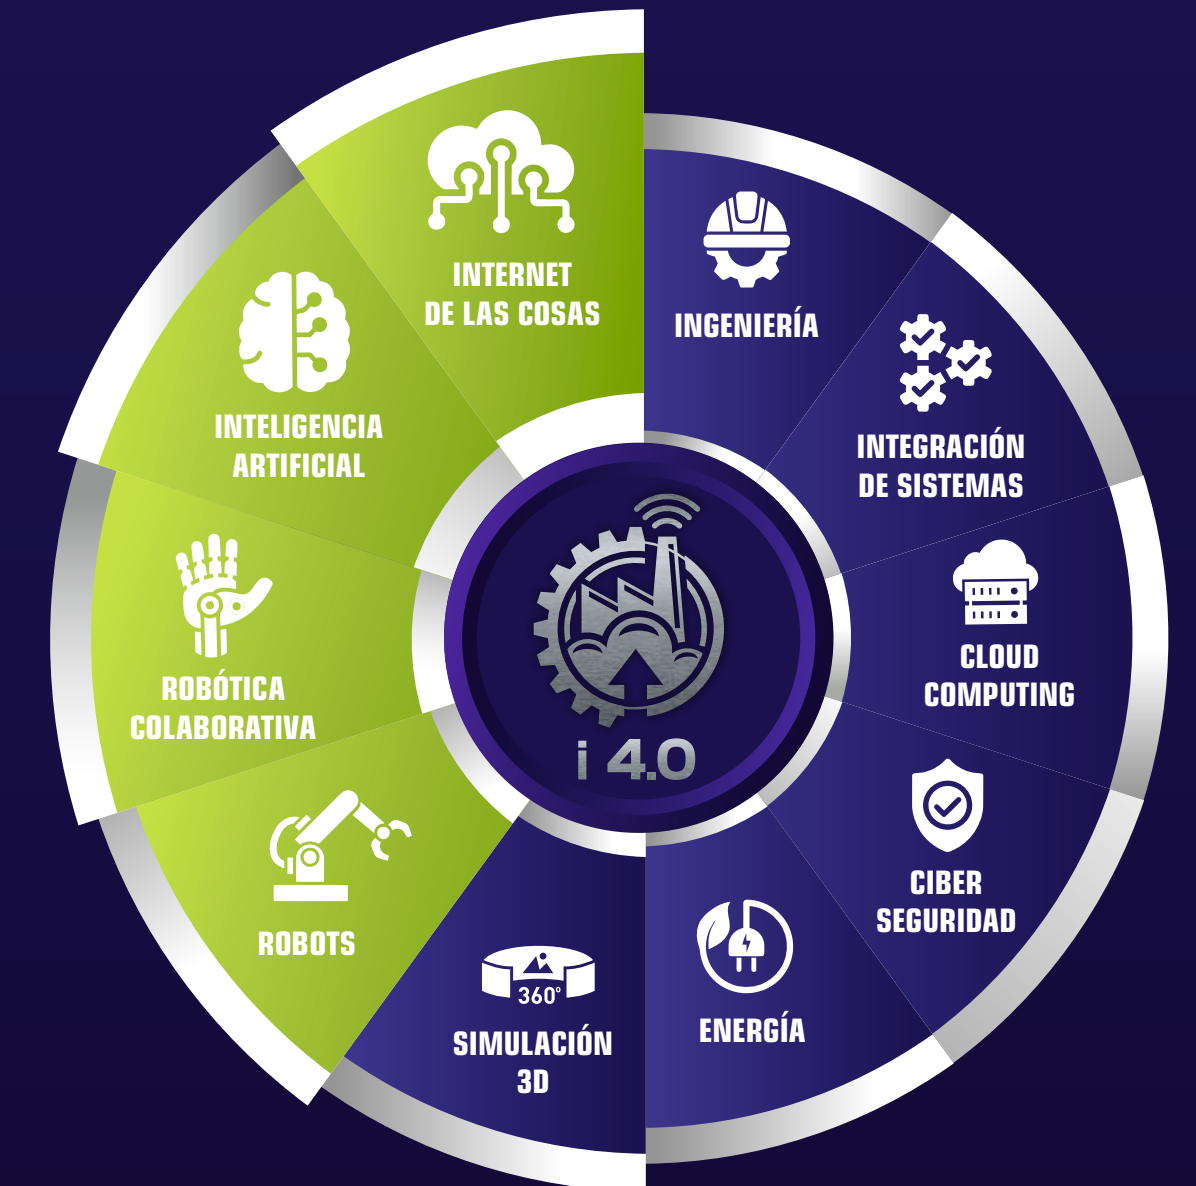 INTERNET
DE LAS COSAS
INGENIERÍA
INTEGRACIÓN
DE SISTEMAS
CLOUD
COMPUTING
CIBER
SEGURIDAD
ENERGÍA
360°
SIMULACIÓN
3D
ROBOTS
ROBÓTICA
COLABORATIVA
INTELIGENCIA
ARTIFICIAL
i 4.0